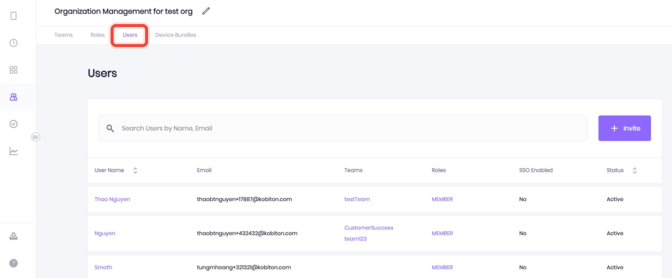 Organization Management for test org
Teams Roles Users Device Bundles
Users
Search Users by Name, Email
+ Invite
User Name Email Teams Roles SSO Enabled Status
Thao Nguyen thaobtnguyen+17887@kobiton.com testTeam MEMBER No Active
Nguyen thaobtnguyen+432432@kobiton.com CustomerSuccess MEMBER No Active
team123
Smoth tungmhoang+321321@kobiton.com MEMBER No Active